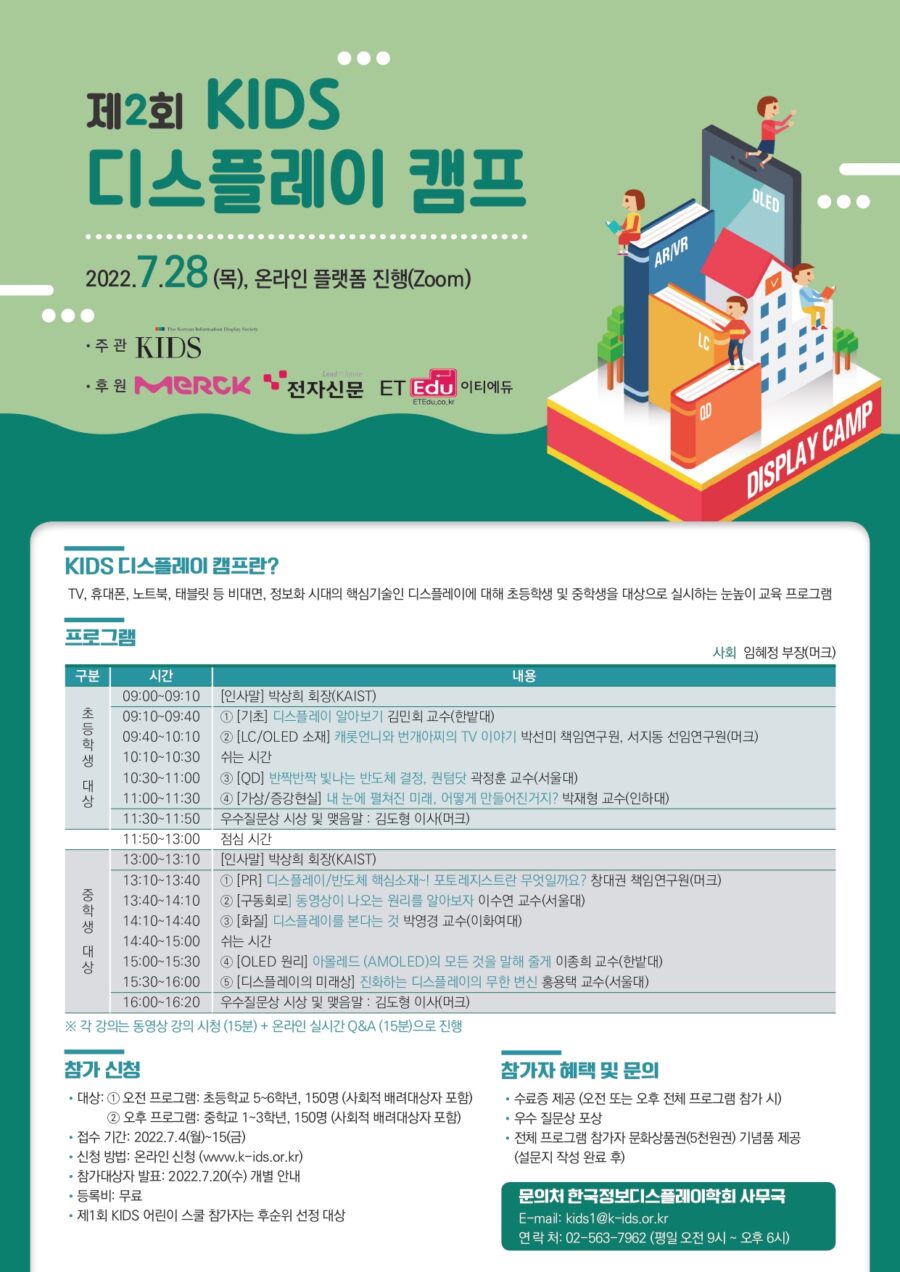 제2회 KIDS
디스플레이 캠프
2022.7.28 (목), 온라인 플랫폼 진행(Zoom)
• 주 관 The Korean Information Display Society KIDS
• 후 원 MERCK 전자신문 ET Edu 이티에듀
ETEdu.co.kr
OLED
AR/VR
LC
QD
DISPLAY CAMP
KIDS 디스플레이 캠프란?
TV, 휴대폰, 노트북, 태블릿 등 비대면, 정보화 시대의 핵심기술인 디스플레이에 대해 초등학생 및 중학생을 대상으로 실시하는 눈높이 교육 프로그램
프로그램
사회 임혜정 부장(머크)
구분 시간 내용
초등학생 대상
09:00~09:10 [인사말] 박상희 회장(KAIST)
09:10~09:40 ① [기초] 디스플레이 알아보기 김민회 교수(한밭대)
09:40~10:10 ② [LC/OLED 소재] 캐롯언니와 번개아찌의 TV 이야기 박선미 책임연구원, 서지동 선임연구원(머크)
10:10~10:30 쉬는 시간
10:30~11:00 ③ [QD] 반짝반짝 빛나는 반도체 결정, 퀀텀닷 곽정훈 교수(서울대)
11:00~11:30 ④ [가상/증강현실] 내 눈에 펼쳐진 미래, 어떻게 만들어진거지? 박재형 교수(인하대)
11:30~11:50 우수질문상 시상 및 맺음말 : 김도형 이사(머크)
11:50~13:00 점심 시간
중학생 대상
13:00~13:10 [인사말] 박상희 회장(KAIST)
13:10~13:40 ① [PR] 디스플레이/반도체 핵심소재~! 포토레지스트란 무엇일까요? 창대권 책임연구원(머크)
13:40~14:10 ② [구동회로] 동영상이 나오는 원리를 알아보자 이수연 교수(서울대)
14:10~14:40 ③ [화질] 디스플레이를 본다는 것 박영경 교수(이화여대)
14:40~15:00 쉬는 시간
15:00~15:30 ④ [OLED 원리] 아몰레드 (AMOLED)의 모든 것을 말해 줄게 이종희 교수(한밭대)
15:30~16:00 ⑤ [디스플레이의 미래상] 진화하는 디스플레이의 무한 변신 홍용택 교수(서울대)
16:00~16:20 우수질문상 시상 및 맺음말 : 김도형 이사(머크)
※ 각 강의는 동영상 강의 시청 (15분) + 온라인 실시간 Q&A (15분)으로 진행
참가 신청
• 대상: ① 오전 프로그램: 초등학교 5~6학년, 150명 (사회적 배려대상자 포함)
② 오후 프로그램: 중학교 1~3학년, 150명 (사회적 배려대상자 포함)
• 접수 기간: 2022.7.4(월)~15(금)
• 신청 방법: 온라인 신청 (www.k-ids.or.kr)
• 참가대상자 발표: 2022.7.20(수) 개별 안내
• 등록비: 무료
• 제1회 KIDS 어린이 스쿨 참가자는 후순위 선정 대상
참가자 혜택 및 문의
• 수료증 제공 (오전 또는 오후 전체 프로그램 참가 시)
• 우수 질문상 포상
• 전체 프로그램 참가자 문화상품권(5천원권) 기념품 제공
(설문지 작성 완료 후)
문의처 한국정보디스플레이학회 사무국
E-mail: kids1@k-ids.or.kr
연락 처: 02-563-7962 (평일 오전 9시 ~ 오후 6시)